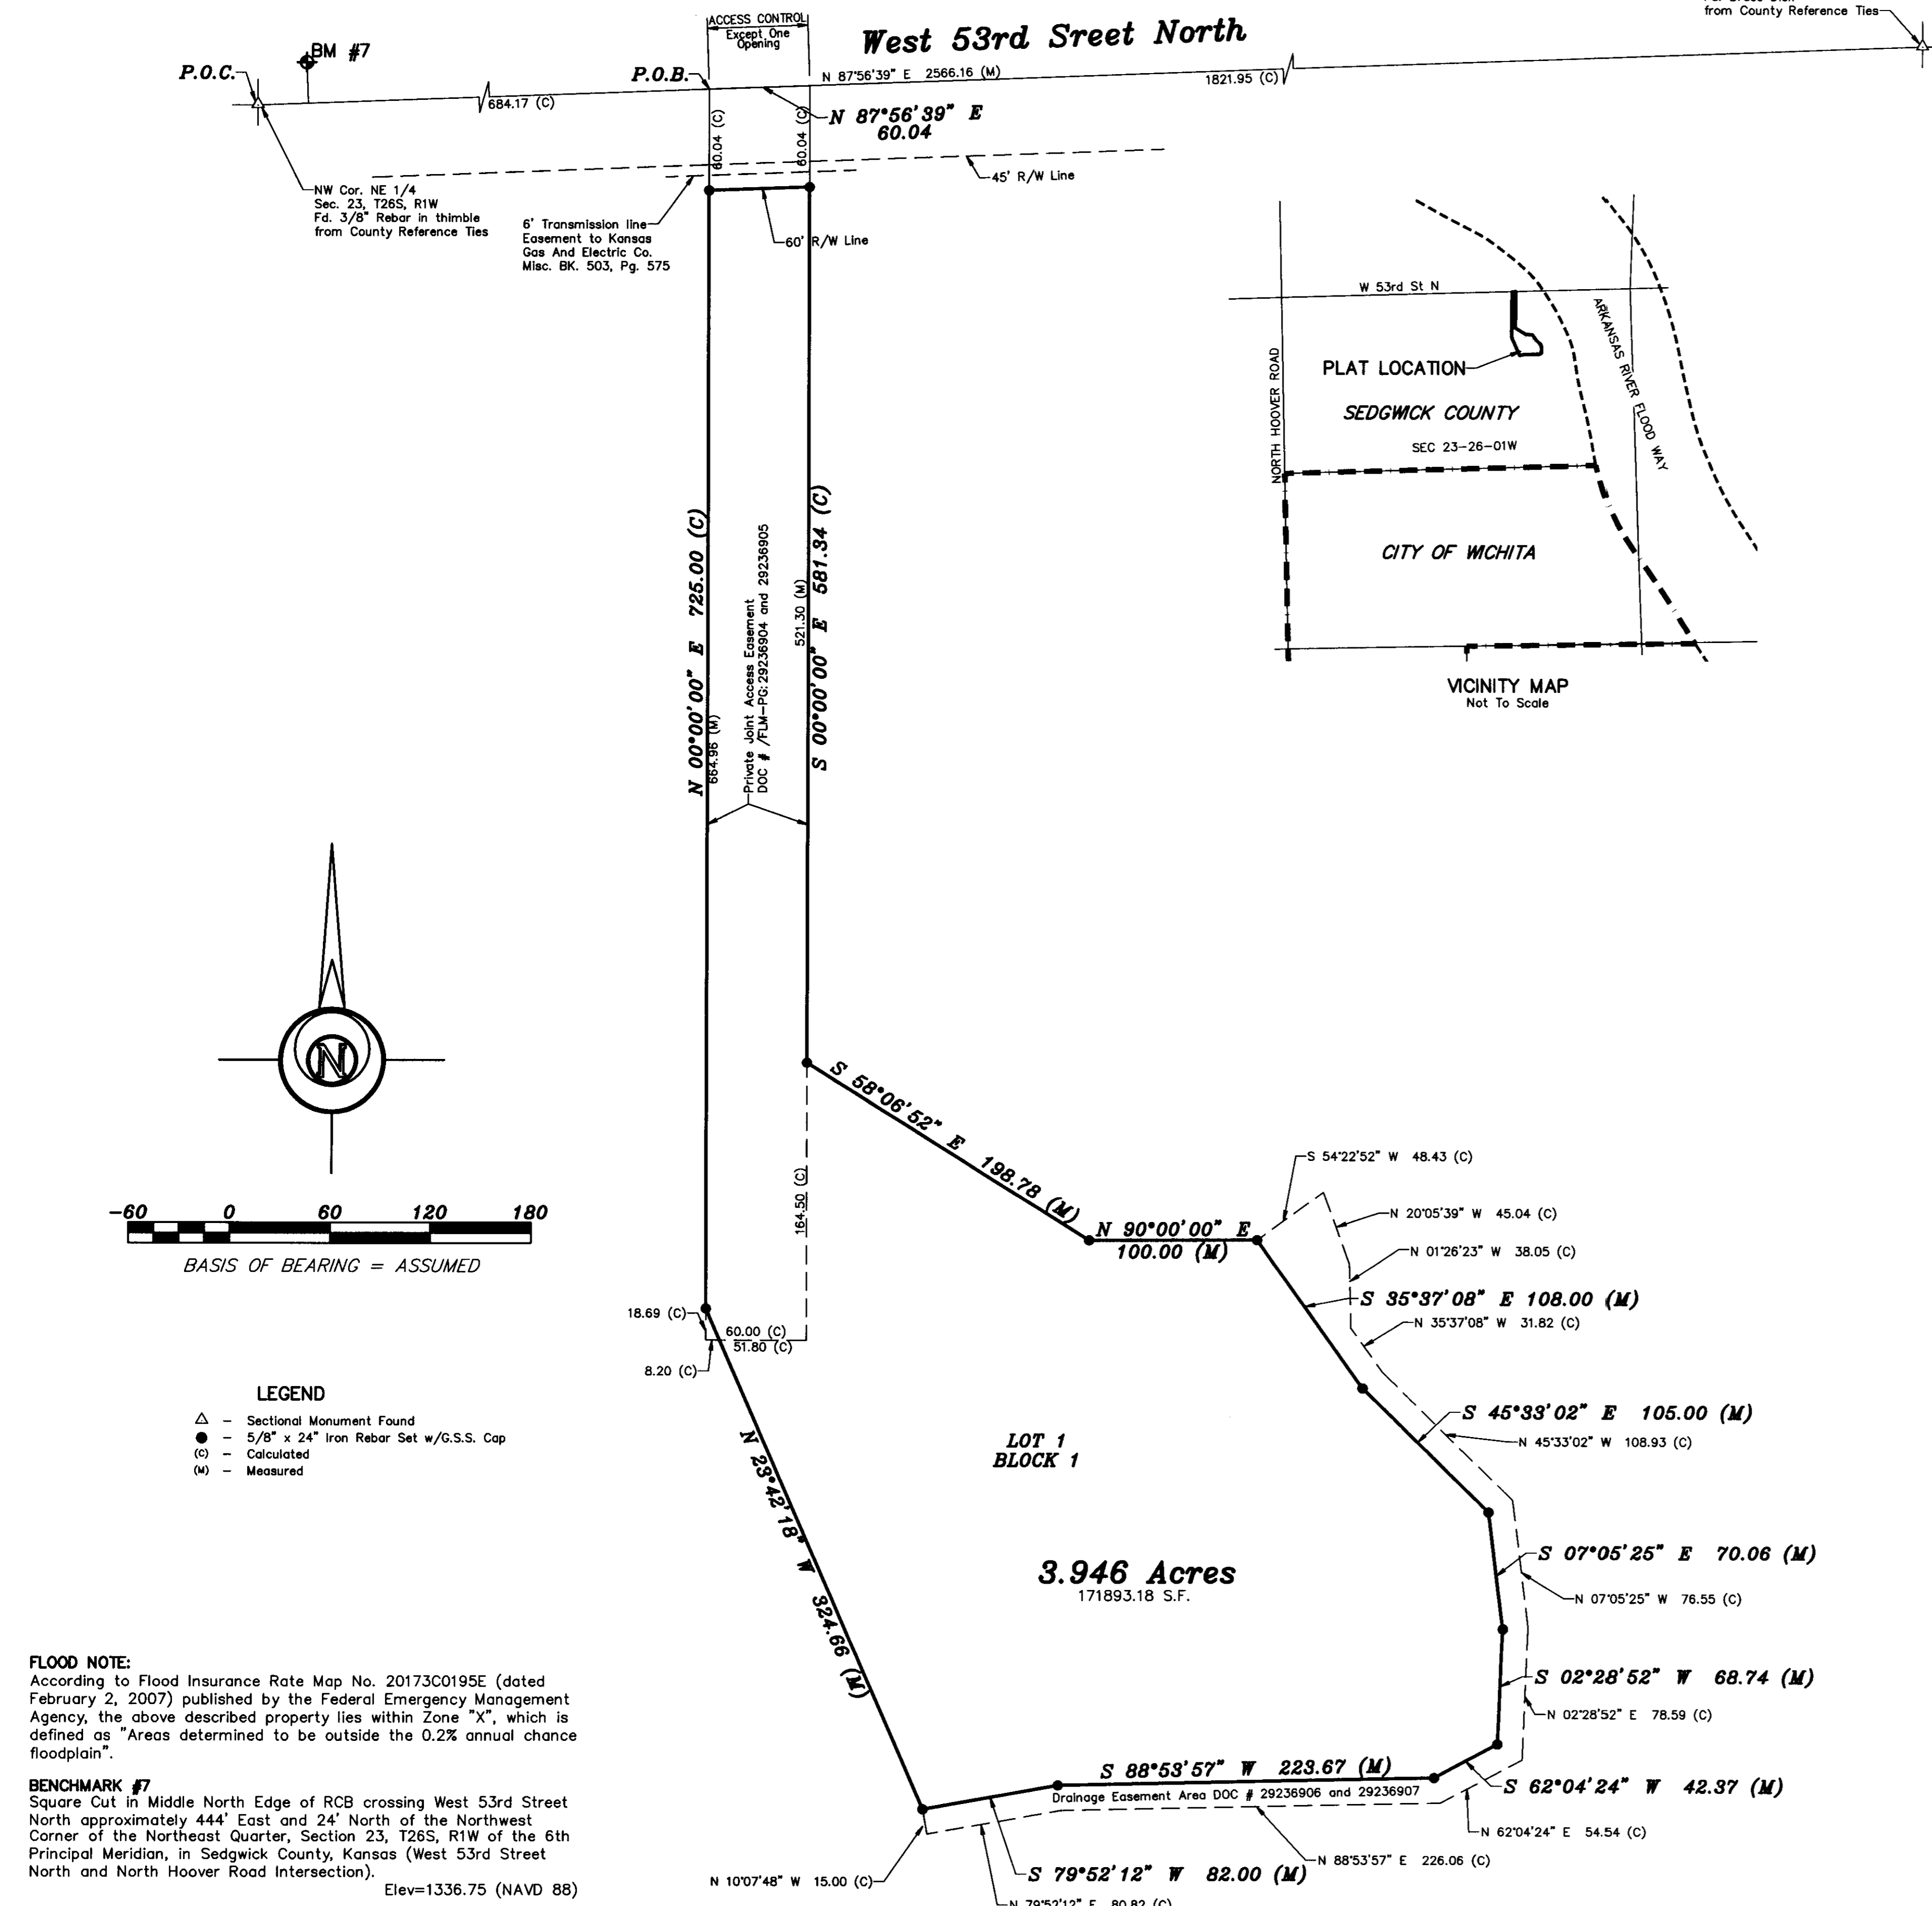 ACCESS CONTROL
Except One
Opening
West 53rd Sreet North
from County Reference Ties
BM #7
P.O.C.
P.O.B.
N 87°56'39" E 2566.16 (M)
1821.95 (C)
684.17 (C)
N 87°56'39" E
60.04
60.04 (C)
60.04 (C)
45' R/W Line
NW Cor. NE 1/4
Sec. 23, T26S, R1W
Fd. 3/8" Rebar in thimble
from County Reference Ties
6' Transmission line
Easement to Kansas
Gas And Electric Co.
Misc. BK. 503, Pg. 575
60' R/W Line
W 53rd St N
NORTH HOOVER ROAD
ARKANSAS RIVER FLOOD WAY
PLAT LOCATION
SEDGWICK COUNTY
SEC 23-26-01W
CITY OF WICHITA
VICINITY MAP
Not To Scale
N 00°00'00" E 725.00 (C)
664.96 (M)
Private Joint Access Easement
DOC # /FLM-PG: 29236904 and 29236905
521.30 (M)
S 00°00'00" E 581.34 (C)
N
-60 0 60 120 180
BASIS OF BEARING = ASSUMED
S 58°06'52" E 198.78 (M)
164.50 (C)
N 90°00'00" E
100.00 (M)
S 54°22'52" W 48.43 (C)
N 20°05'39" W 45.04 (C)
N 01°26'23" W 38.05 (C)
S 35°37'08" E 108.00 (M)
N 35°37'08" W 31.82 (C)
18.69 (C)
60.00 (C)
51.80 (C)
8.20 (C)
S 45°33'02" E 105.00 (M)
N 45°33'02" W 108.93 (C)
LEGEND
△ - Sectional Monument Found
● - 5/8" x 24" Iron Rebar Set w/G.S.S. Cap
(C) - Calculated
(M) - Measured
LOT 1
BLOCK 1
N 23°42'18" W 324.66 (M)
3.946 Acres
171893.18 S.F.
S 07°05'25" E 70.06 (M)
N 07°05'25" W 76.55 (C)
S 02°28'52" W 68.74 (M)
N 02°28'52" E 78.59 (C)
S 88°53'57" W 223.67 (M)
Drainage Easement Area DOC # 29236906 and 29236907
S 62°04'24" W 42.37 (M)
N 62°04'24" E 54.54 (C)
N 88°53'57" E 226.06 (C)
S 79°52'12" W 82.00 (M)
N 10°07'48" W 15.00 (C)
N 79°52'12" E 80.82 (C)
FLOOD NOTE:
According to Flood Insurance Rate Map No. 20173C0195E (dated
February 2, 2007) published by the Federal Emergency Management
Agency, the above described property lies within Zone "X", which is
defined as "Areas determined to be outside the 0.2% annual chance
floodplain".
BENCHMARK #7
Square Cut in Middle North Edge of RCB crossing West 53rd Street
North approximately 444' East and 24' North of the Northwest
Corner of the Northeast Quarter, Section 23, T26S, R1W of the 6th
Principal Meridian, in Sedgwick County, Kansas (West 53rd Street
North and North Hoover Road Intersection).
Elev=1336.75 (NAVD 88)